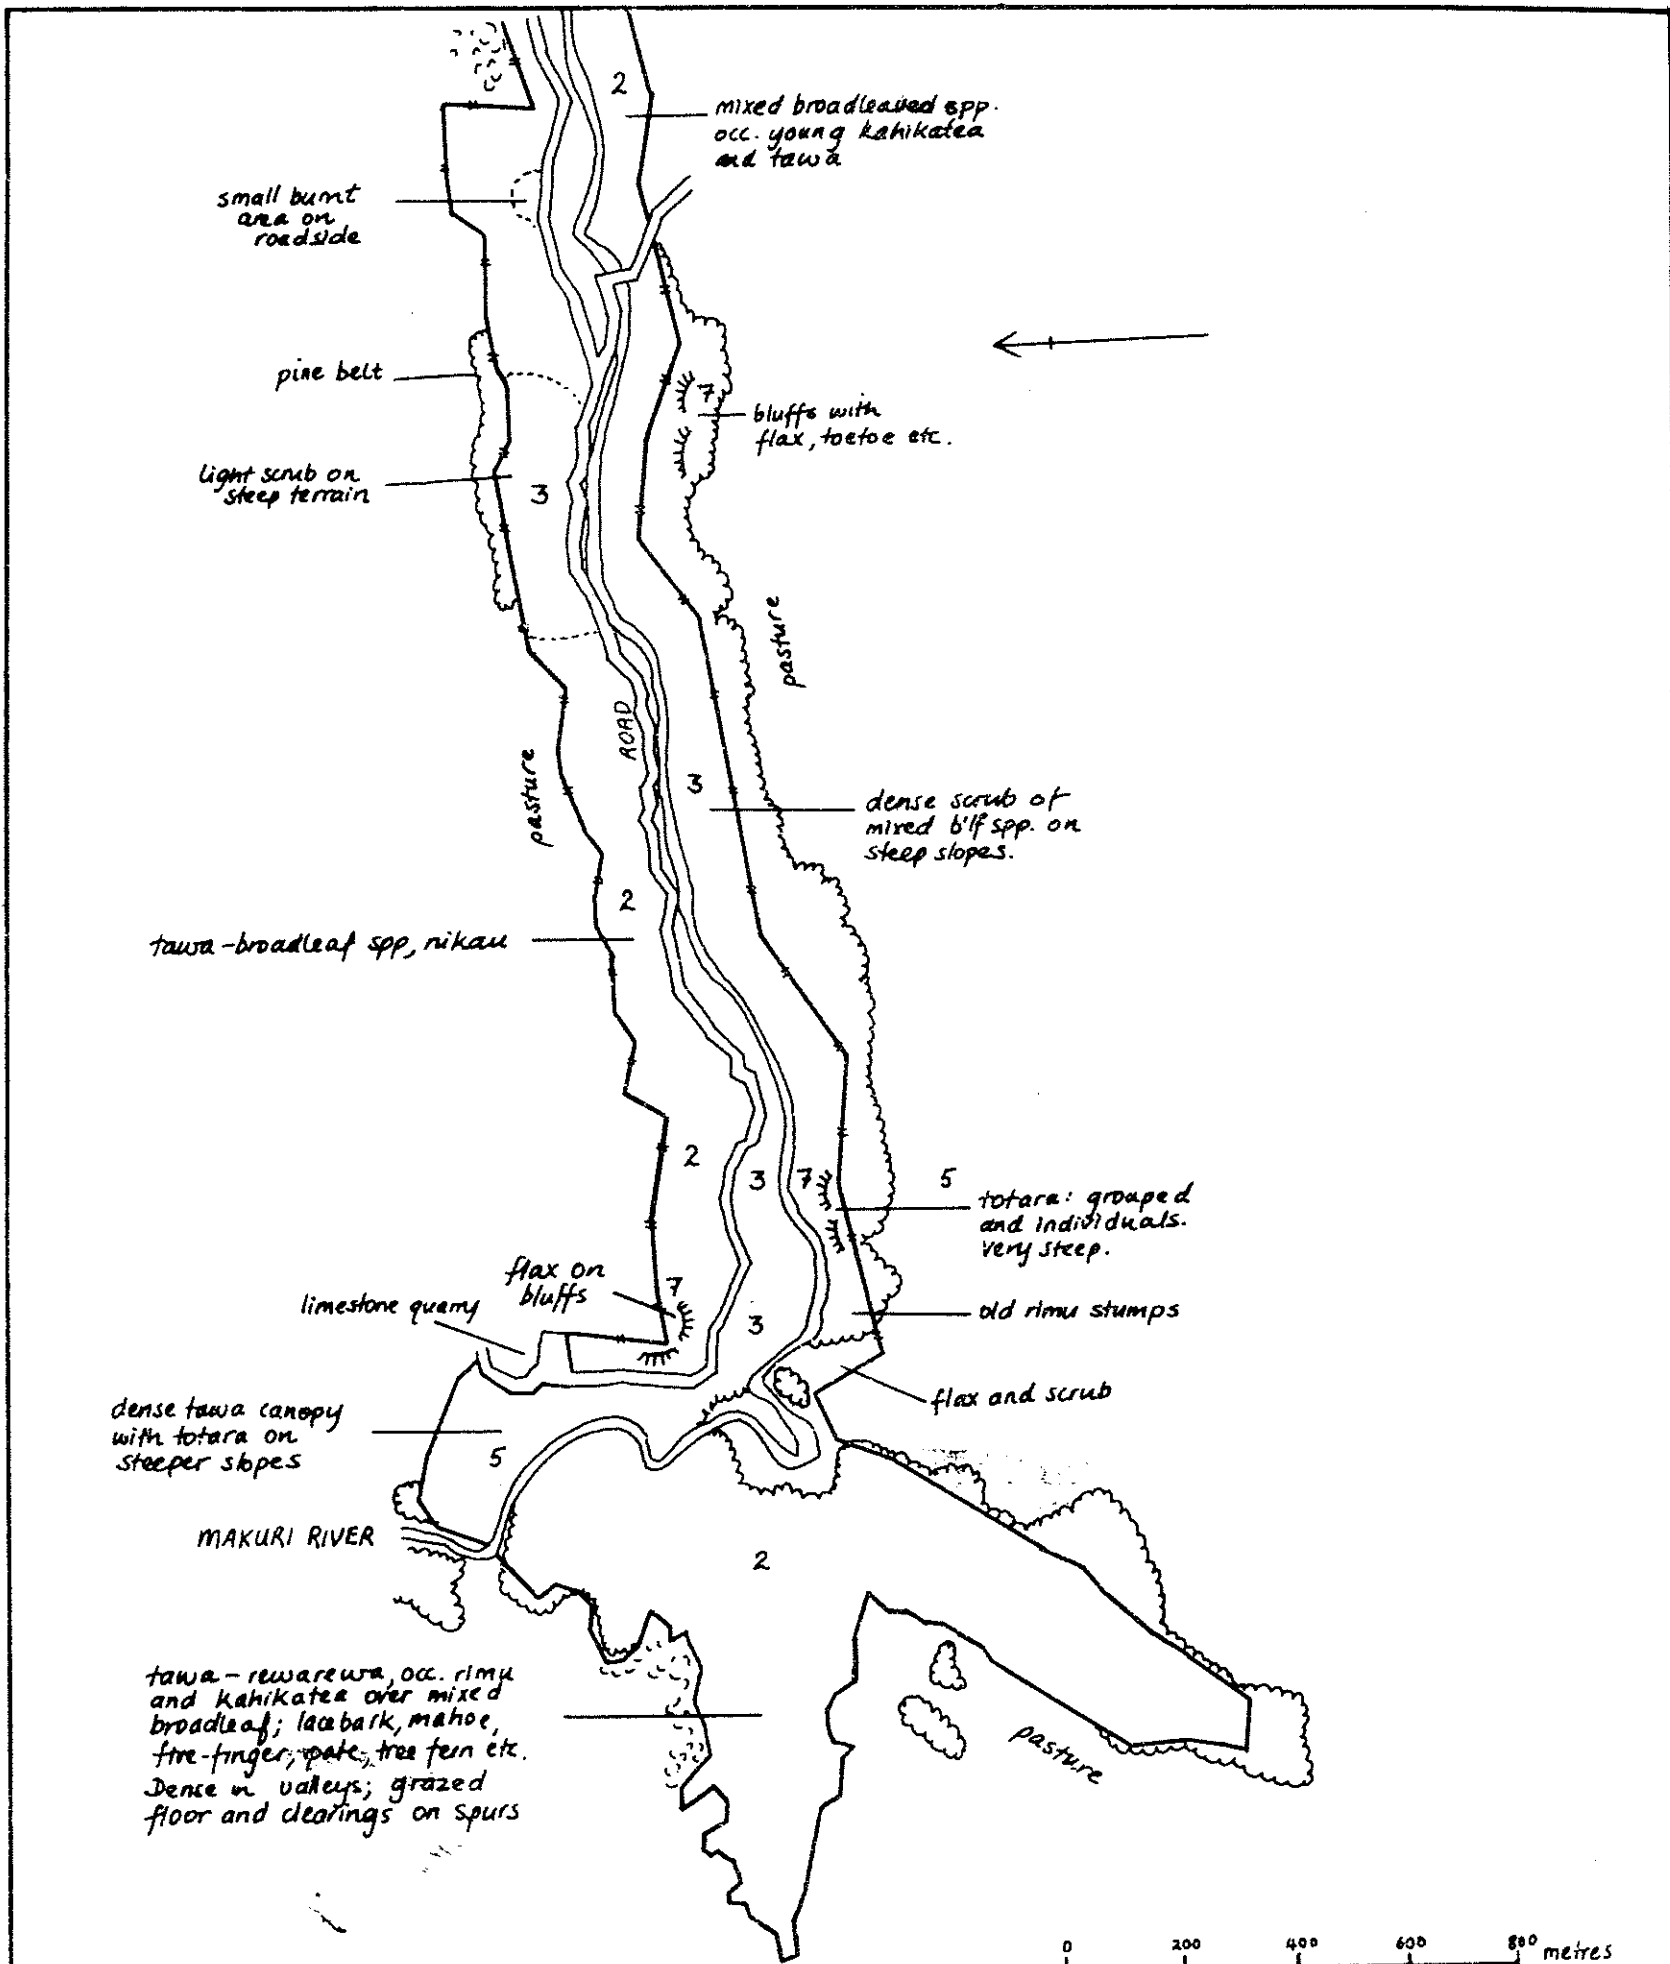 2
mixed broadleaved spp.
occ. young kahikatea
and tawa
small burnt
area on
roadside
pine belt
7
bluffs with
flax, toetoe etc.
light scrub on
steep terrain
3
pasture
ROAD
pasture
3
dense scrub of
mixed b'lf spp. on
steep slopes.
2
tawa-broadleaf spp, nikau
2
3
7
5
totara: grouped
and individuals.
very steep.
flax on
bluffs
7
limestone quarry
3
old rimu stumps
flax and scrub
dense tawa canopy
with totara on
steeper slopes
5
MAKURI RIVER
2
tawa - rewarewa, occ. rimu
and kahikatea over mixed
broadleaf; lacebark, mahoe,
five-finger, pate, tree fern etc.
Dense in valleys; grazed
floor and clearings on spurs
pasture
0 200 400 600 800 metres